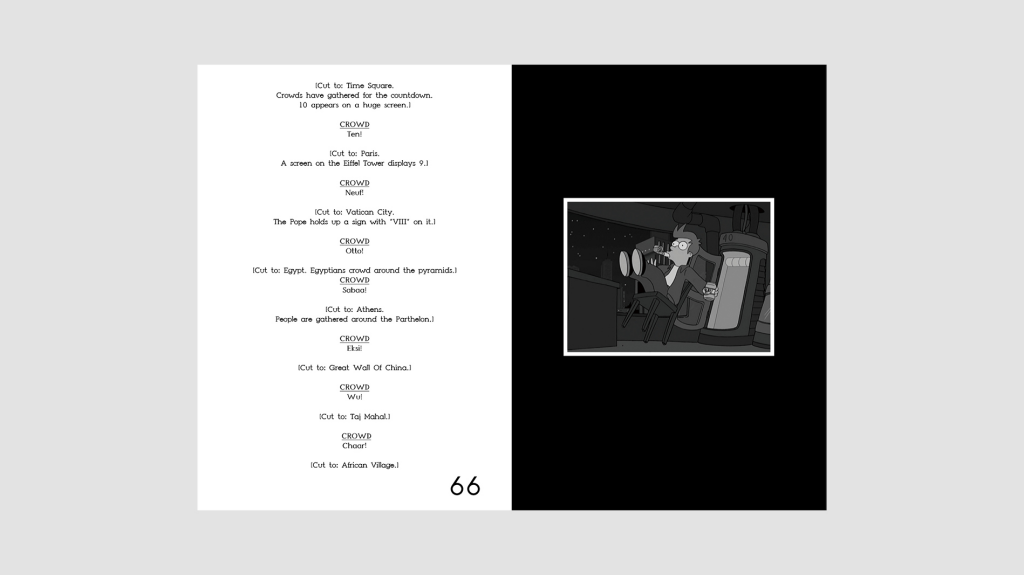 [Cut to: Time Square.
Crowds have gathered for the countdown.
10 appears on a huge screen.]
CROWD
Ten!
[Cut to: Paris.
A screen on the Eiffel Tower displays 9.]
CROWD
Neuf!
[Cut to: Vatican City.
The Pope holds up a sign with "VIII" on it.]
CROWD
Otto!
[Cut to: Egypt. Egyptians crowd around the pyramids.]
CROWD
Sabaa!
[Cut to: Athens.
People are gathered around the Parthelon.]
CROWD
Eksi!
[Cut to: Great Wall Of China.]
CROWD
Wu!
[Cut to: Taj Mahal.]
CROWD
Chaar!
[Cut to: African Village.]
66
40